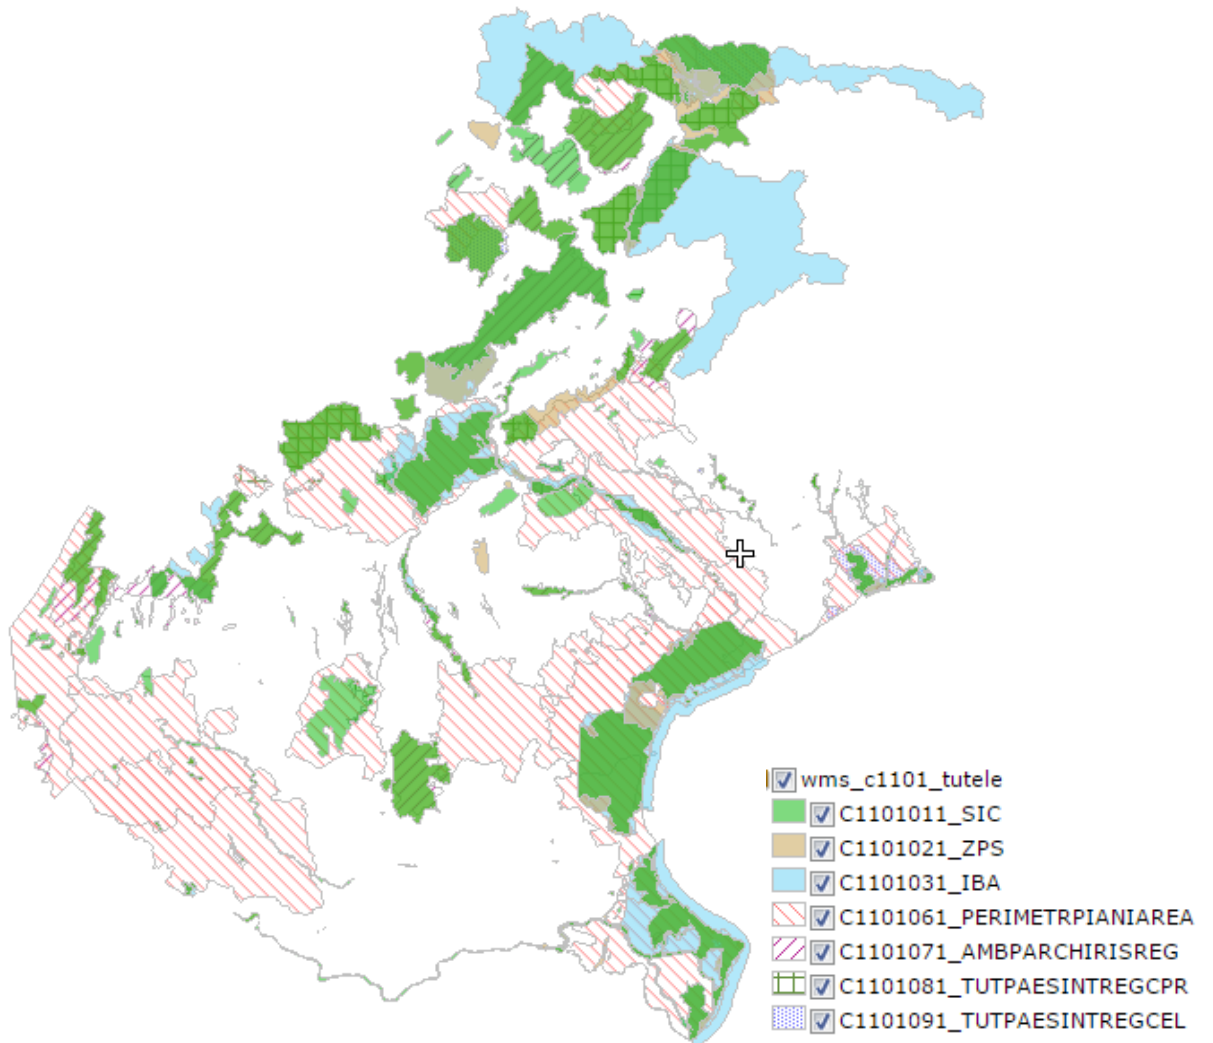 wms_c1101_tutele
C1101011_SIC
C1101021_ZPS
C1101031_IBA
C1101061_PERIMETRPIANIAREA
C1101071_AMBPARCHIRISREG
C1101081_TUTPAESINTREGCPR
C1101091_TUTPAESINTREGCEL